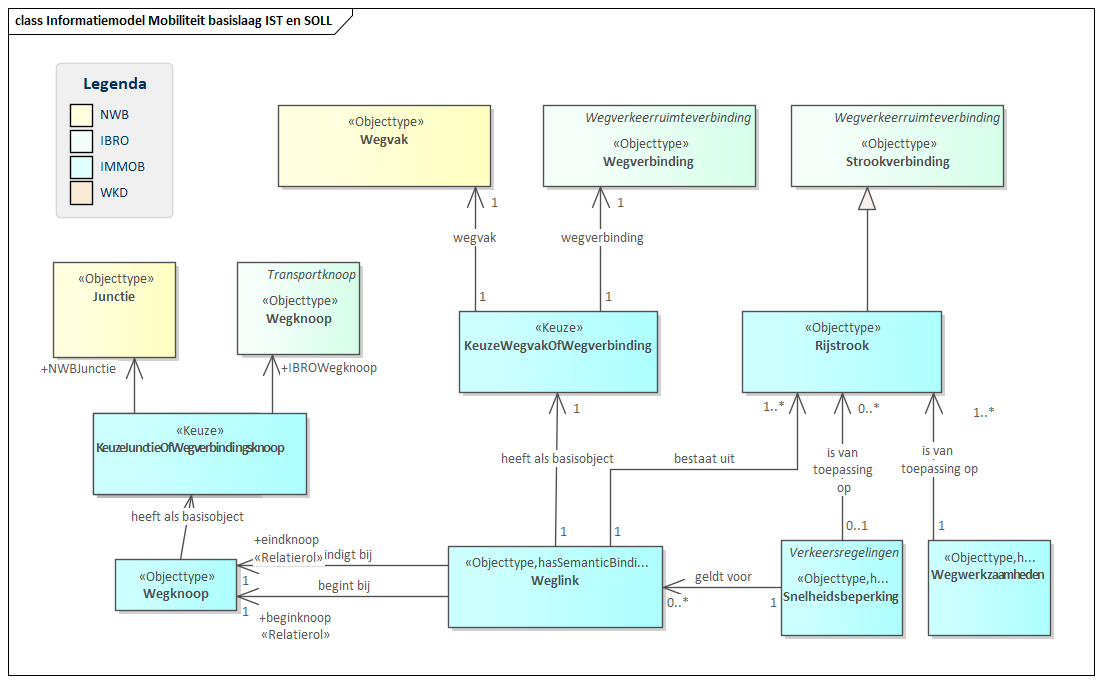 class Informatiemodel Mobiliteit basislaag IST en SOLL
Legenda
NWB
IBRO
IMMOB
WKD
«Objecttype»
Wegvak
Wegverkeerruimteverbinding
«Objecttype»
Wegverbinding
Wegverkeerruimteverbinding
«Objecttype»
Strookverbinding
1
1
wegvak
wegverbinding
«Objecttype»
Junctie
Transportknoop
«Objecttype»
Wegknoop
1
1
«Keuze»
KeuzeWegvakOfWegverbinding
«Objecttype»
Rijstrook
+NWBJunctie
+IBROWegknoop
1
1..*
0..*
1..*
«Keuze»
KeuzeJunctieOfWegverbindingsknoop
heeft als basisobject
bestaat uit
is van
toepassing
op
is van
toepassing op
heeft als basisobject
1
1
0..1
1
+eindknoop
«Relatierol»
indigt bij
1
begint bij
1
+beginknoop
«Relatierol»
«Objecttype»
Wegknoop
«Objecttype,hasSemanticBindi...
Weglink
geldt voor
0..*
1
Verkeersregelingen
«Objecttype,h...
Snelheidsbeperking
«Objecttype,h...
Wegwerkzaamheden